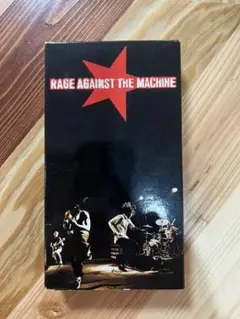 RAGE AGAINST THE MACHINE